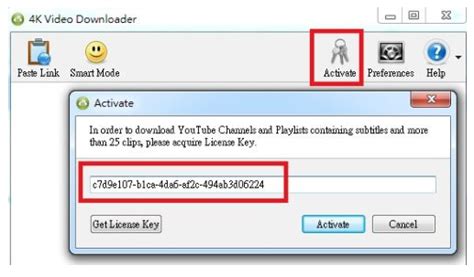 4K Video Downloader
Paste Link Smart Mode Activate Preferences Help
Activate
In order to download YouTube Channels and Playlists containing subtitles and more
than 25 clips, please acquire License Key.
c7d9e107-b1ca-4da6-af2c-494ab3d06224
Get License Key Activate Cancel